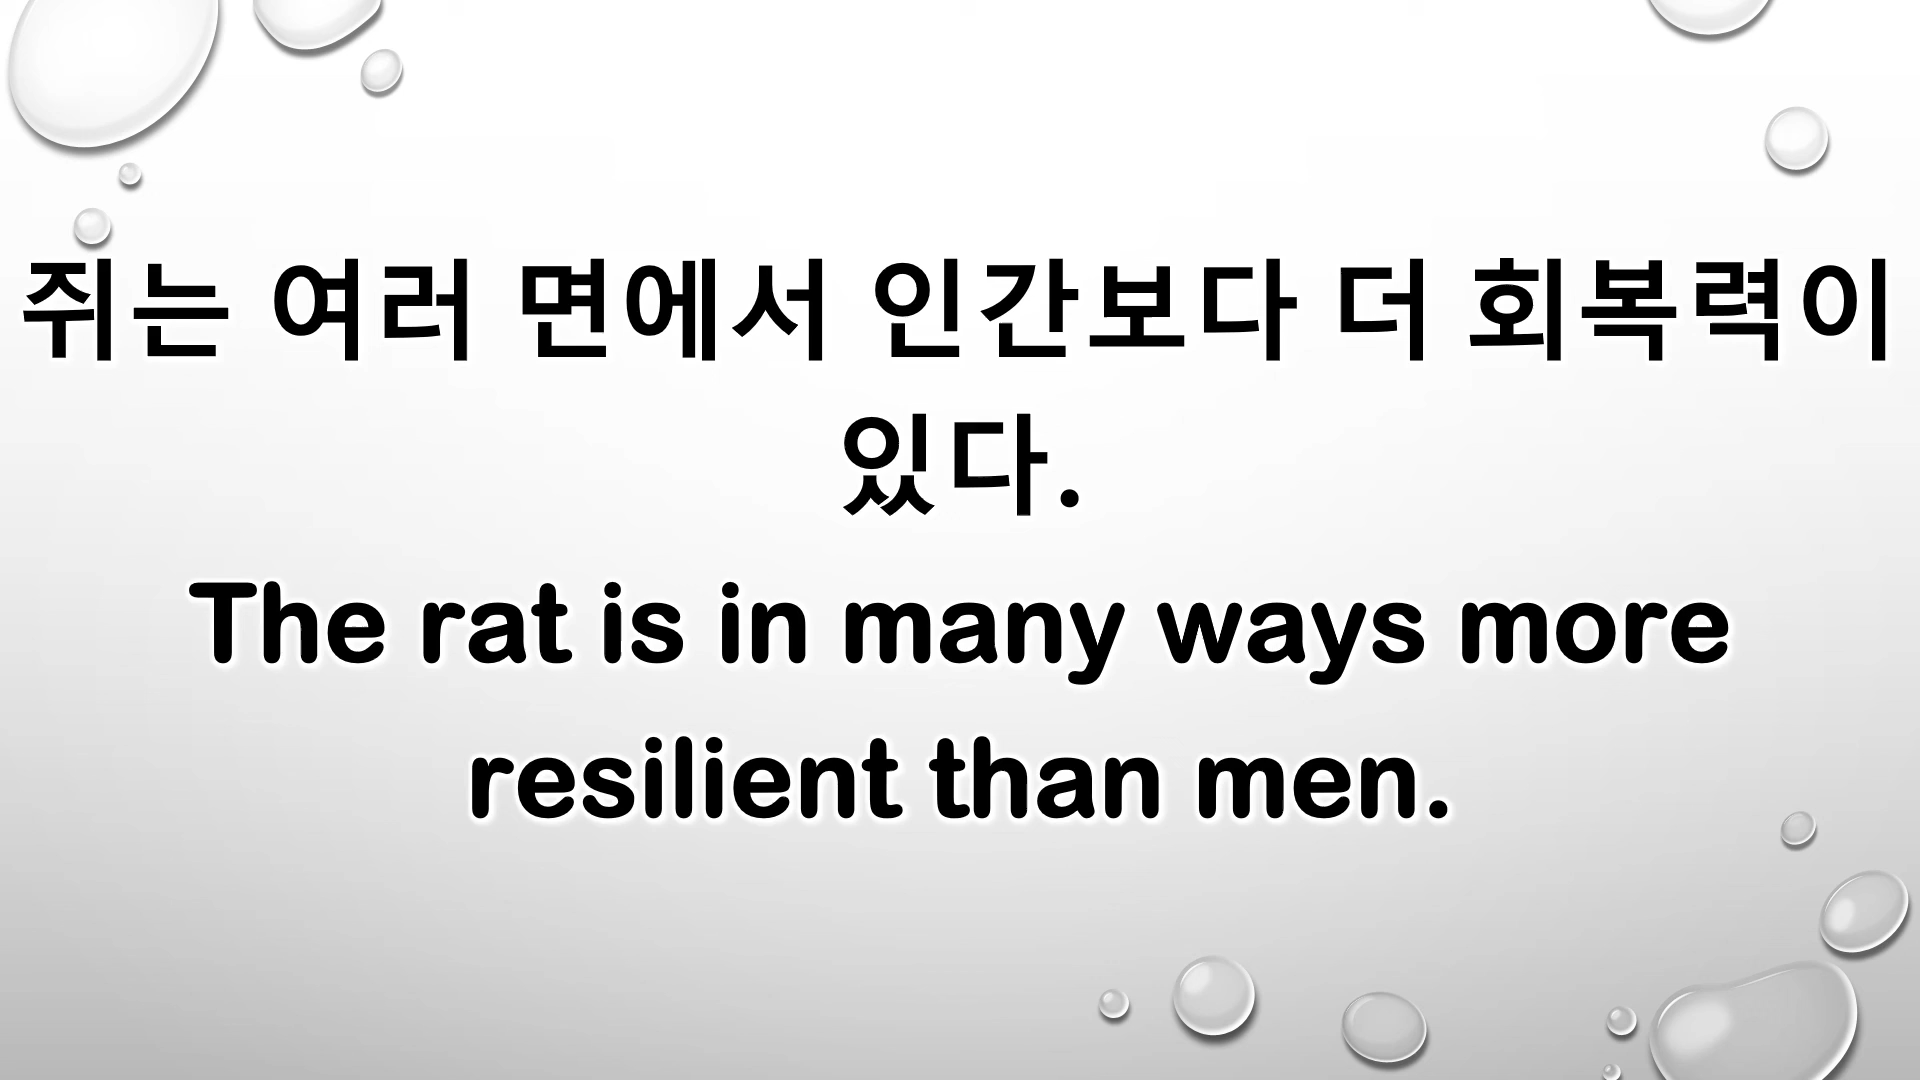 쥐는 여러 면에서 인간보다 더 회복력이
있다.
The rat is in many ways more
resilient than men.